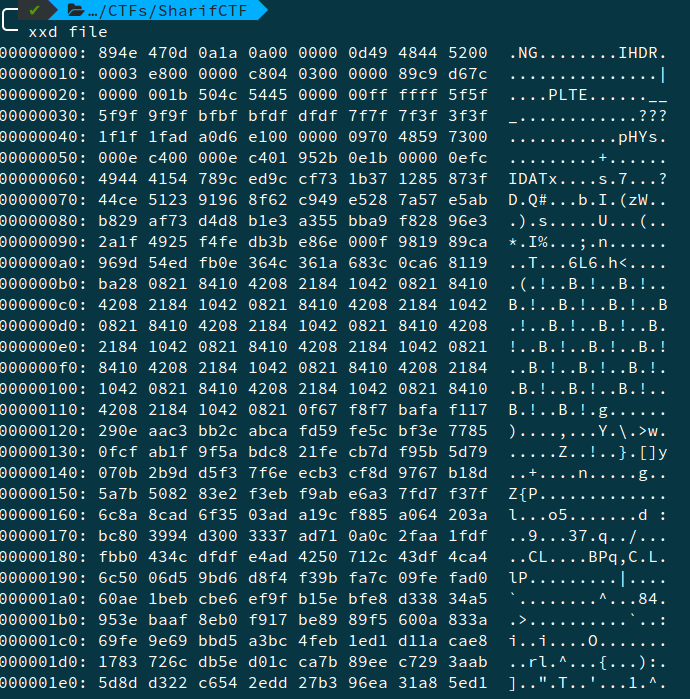 ✔ …/CTFs/SharifCTF
xxd file
00000000: 894e 470d 0a1a 0a00 0000 0d49 4844 5200 .NG........IHDR.
00000010: 0003 e800 0000 c804 0300 0000 89c9 d67c ...............|
00000020: 0000 001b 504c 5445 0000 00ff ffff 5f5f ....PLTE......__
00000030: 5f9f 9f9f bfbf bfdf dfdf 7f7f 7f3f 3f3f _............???
00000040: 1f1f 1fad a0d6 e100 0000 0970 4859 7300 ...........pHYs.
00000050: 000e c400 000e c401 952b 0e1b 0000 0efc .........+......
00000060: 4944 4154 789c ed9c cf73 1b37 1285 873f IDATx....s.7...?
00000070: 44ce 5123 9196 8f62 c949 e528 7a57 e5ab D.Q#...b.I.(zW..
00000080: b829 af73 d4d8 b1e3 a355 bba9 f828 96e3 .).s.....U...(..
00000090: 2a1f 4925 f4fe db3b e86e 000f 9819 89ca *.I%...;.n......
000000a0: 969d 54ed fb0e 364c 361a 683c 0ca6 8119 ..T...6L6.h<....
000000b0: ba28 0821 8410 4208 2184 1042 0821 8410 .(.!..B.!..B.!..
000000c0: 4208 2184 1042 0821 8410 4208 2184 1042 B.!..B.!..B.!..B
000000d0: 0821 8410 4208 2184 1042 0821 8410 4208 .!..B.!..B.!..B.
000000e0: 2184 1042 0821 8410 4208 2184 1042 0821 !..B.!..B.!..B.!
000000f0: 8410 4208 2184 1042 0821 8410 4208 2184 ..B.!..B.!..B.!.
00000100: 1042 0821 8410 4208 2184 1042 0821 8410 .B.!..B.!..B.!..
00000110: 4208 2184 1042 0821 0f67 f8f7 bafa f117 B.!..B.!.g......
00000120: 290e aac3 bb2c abca fd59 fe5c bf3e 7785 )....,...Y.\.>w.
00000130: 0fcf ab1f 9f5a bdc8 21fe cb7d f95b 5d79 .....Z..!..}.[]y
00000140: 070b 2b9d d5f3 7f6e ecb3 cf8d 9767 b18d ..+....n.....g..
00000150: 5a7b 5082 83e2 f3eb f9ab e6a3 7fd7 f37f Z{P.............
00000160: 6c8a 8cad 6f35 03ad a19c f885 a064 203a l...o5.......d :
00000170: bc80 3994 d300 3337 ad71 0a0c 2faa 1fdf ..9...37.q../...
00000180: fbb0 434c dfdf e4ad 4250 712c 43df 4ca4 ..CL....BPq,C.L.
00000190: 6c50 06d5 9bd6 d8f4 f39b fa7c 09fe fad0 lP.........|....
000001a0: 60ae 1beb cbe6 ef9f b15e bfe8 d338 34a5 `........^...84.
000001b0: 953e baaf 8eb0 f917 be89 89f5 600a 833a .>..........`..:
000001c0: 69fe 9e69 bbd5 a3bc 4feb 1ed1 d11a cae8 i..i....O.......
000001d0: 1783 726c db5e d01c ca7b 89ee c729 3aab ..rl.^...{...):.
000001e0: 5d8d d322 c654 2edd 27b3 96ea 31a8 5ed1 ]..".T..'...1.^.